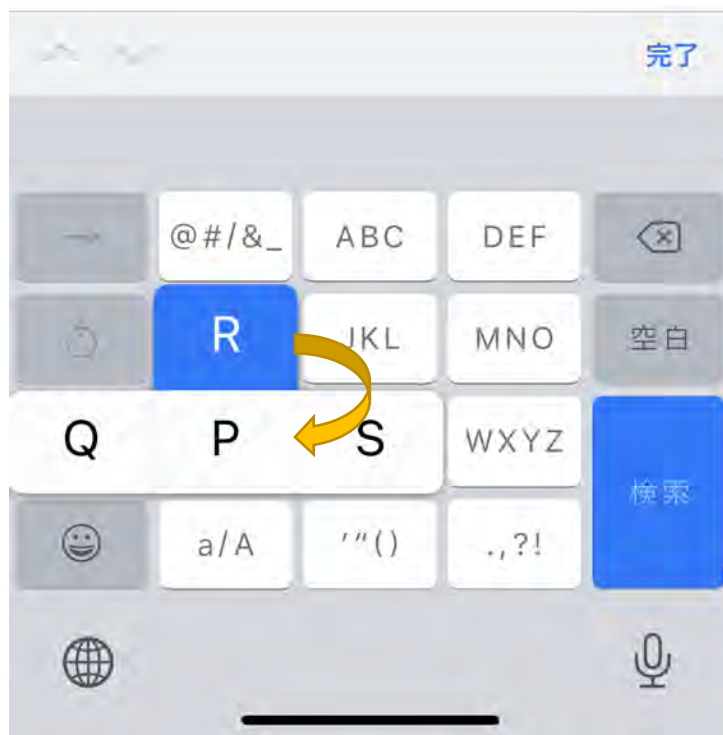 完了
@#/&_ ABC DEF
R JKL MNO 空白
Q P S WXYZ
検索
a/A '"() .,?!